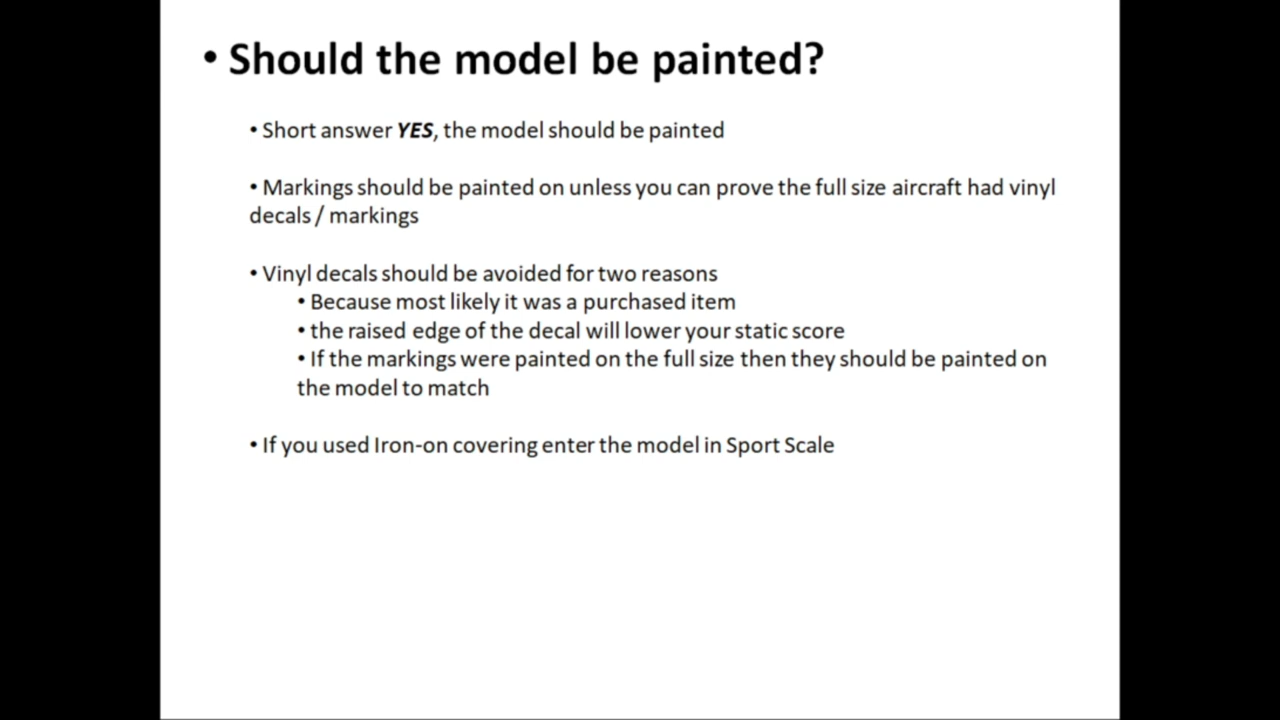 • Should the model be painted?
• Short answer YES, the model should be painted
• Markings should be painted on unless you can prove the full size aircraft had vinyl
decals / markings
• Vinyl decals should be avoided for two reasons
• Because most likely it was a purchased item
• the raised edge of the decal will lower your static score
• If the markings were painted on the full size then they should be painted on
the model to match
• If you used Iron-on covering enter the model in Sport Scale